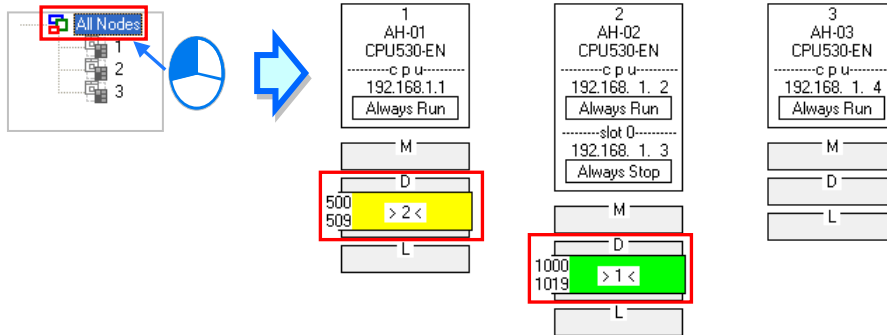 All Nodes
1
2
3
1
AH-01
CPU530-EN
--------c p u--------
192.168.1.1
Always Run
M
D
500
509
> 2 <
L
2
AH-02
CPU530-EN
--------c p u--------
192.168. 1. 2
Always Run
---------slot 0---------
192.168. 1. 3
Always Stop
M
D
1000
1019
> 1 <
L
3
AH-03
CPU530-EN
--------c p u--------
192.168. 1. 4
Always Run
M
D
L